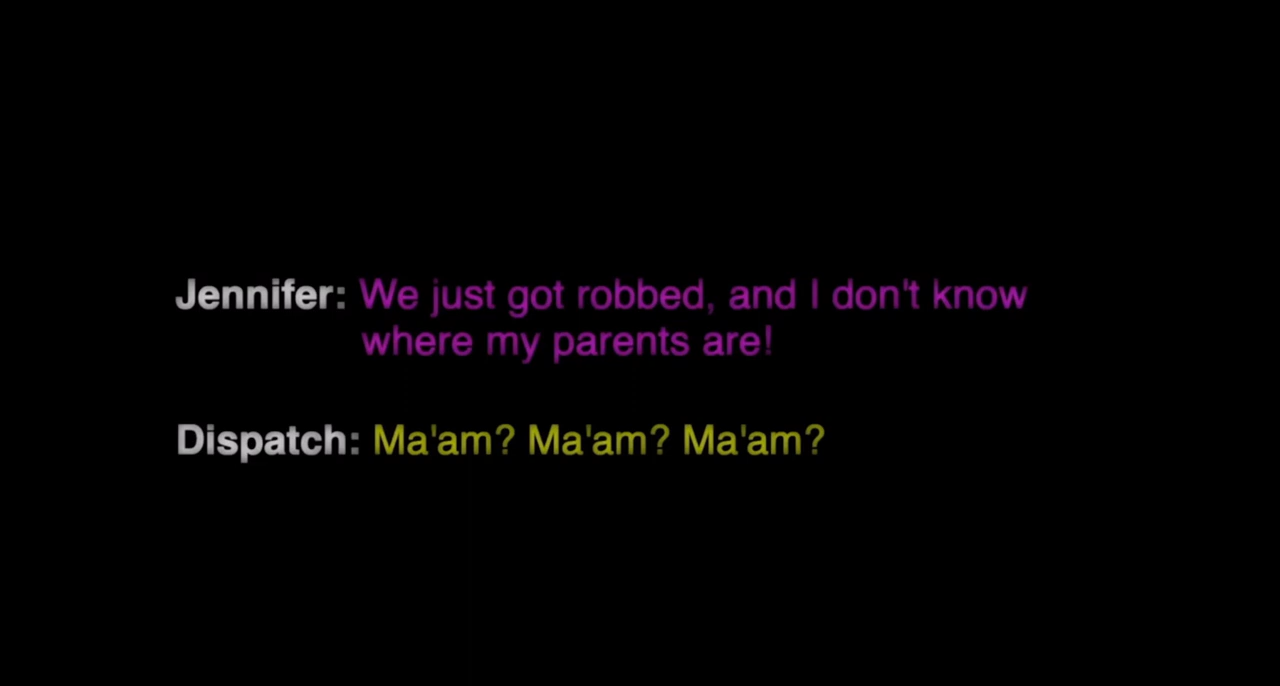 Jennifer: We just got robbed, and I don't know
where my parents are!
Dispatch: Ma'am? Ma'am? Ma'am?